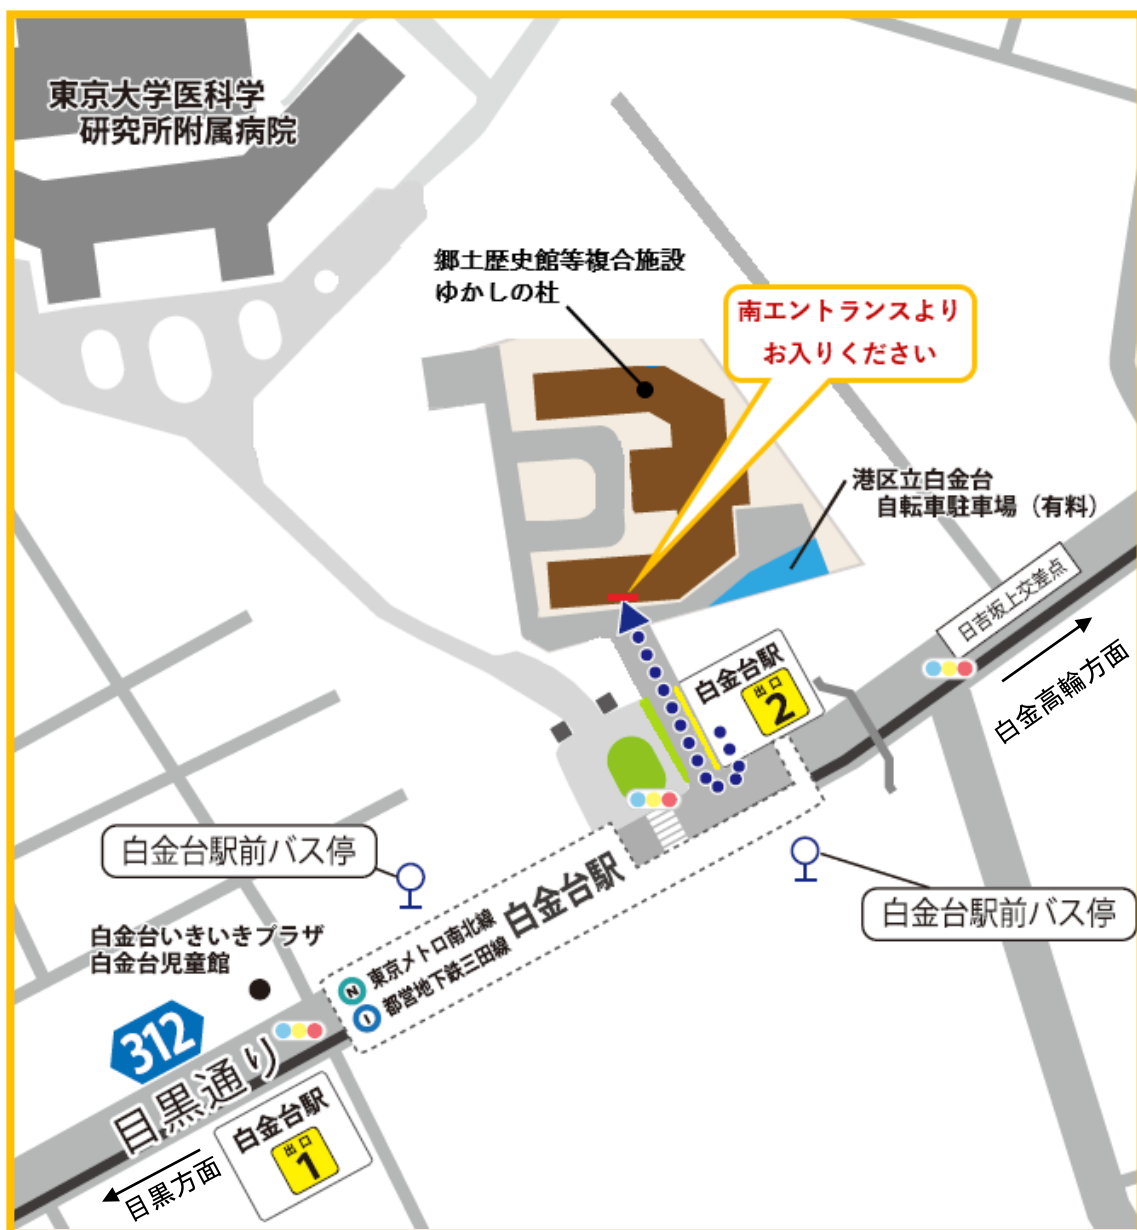 東京大学医科学
研究所附属病院
郷土歴史館等複合施設
ゆかしの杜
南エントランスより
お入りください
港区立白金台
自転車駐車場（有料）
日吉坂上交差点
白金高輪方面
白金台駅
出口
2
白金台駅前バス停
白金台駅
白金台駅前バス停
N 東京メトロ南北線
I 都営地下鉄三田線
白金台いきいきプラザ
白金台児童館
312
目黒通り
白金台駅
出口
1
目黒方面